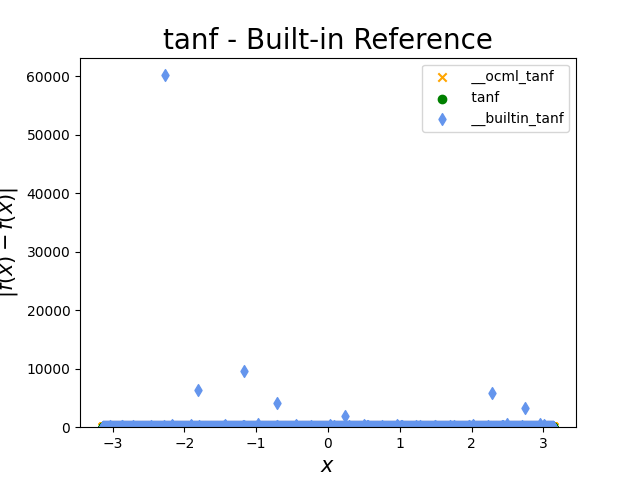 tanf - Built-in Reference
__ocml_tanf
tanf
__builtin_tanf
60000
50000
40000
30000
20000
10000
0
−3
−2
−1
0
1
2
3
x